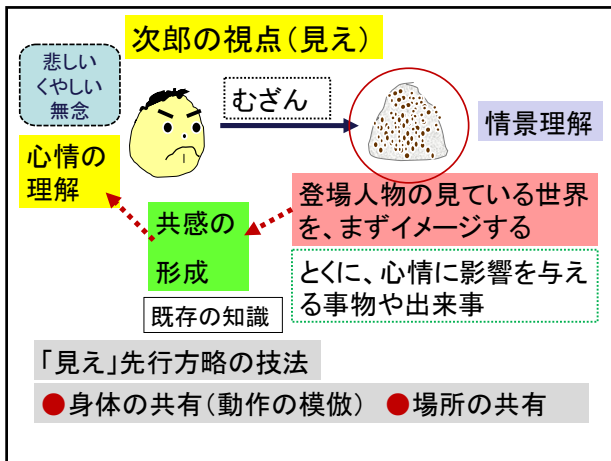 次郎の視点(見え)
悲しい
くやしい
無念
むざん
情景理解
心情の
理解
登場人物の見ている世界
を、まずイメージする
共感の
形成
とくに、心情に影響を与え
る事物や出来事
既存の知識
「見え」先行方略の技法
●身体の共有(動作の模倣) ●場所の共有